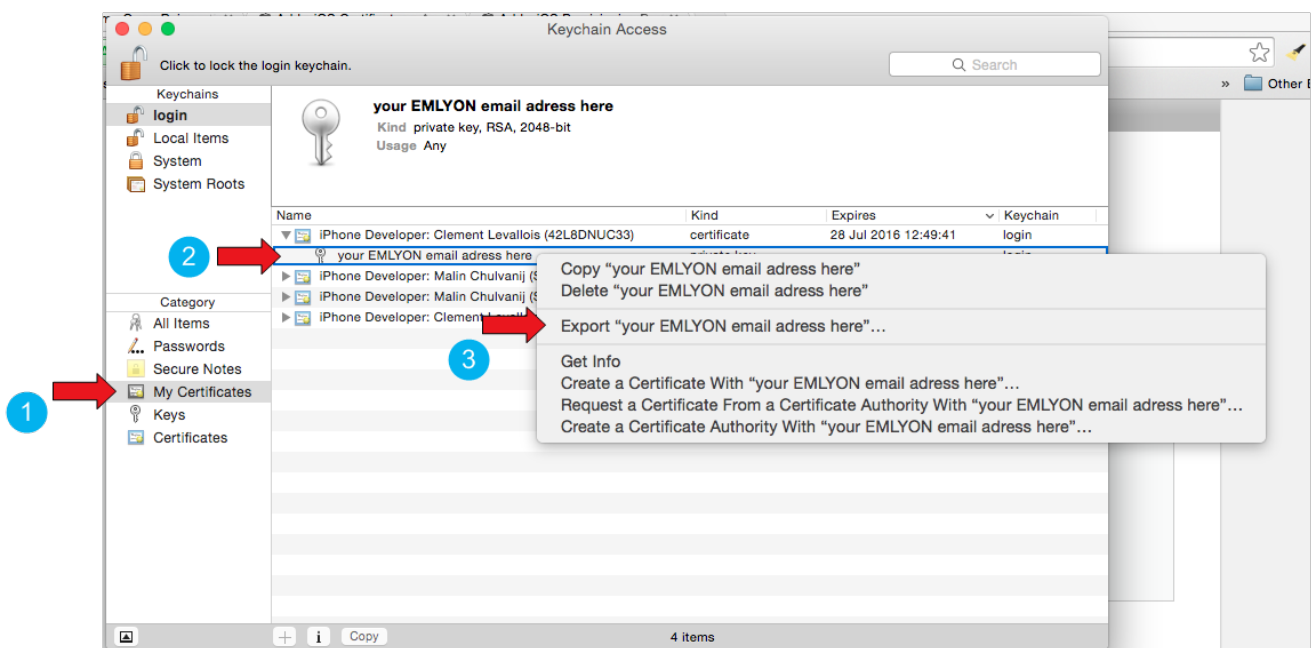 Keychain Access
Click to lock the login keychain.
Search
» Other
Keychains
login
Local Items
System
System Roots
your EMLYON email adress here
Kind private key, RSA, 2048-bit
Usage Any
Name Kind Expires Keychain
iPhone Developer: Clement Levallois (42L8DNUC33) certificate 28 Jul 2016 12:49:41 login
2
your EMLYON email adress here
iPhone Developer: Malin Chulvanij
iPhone Developer: Malin Chulvanij
iPhone Developer: Clement
Copy “your EMLYON email adress here”
Delete “your EMLYON email adress here”
3
Export “your EMLYON email adress here”...
Get Info
Create a Certificate With “your EMLYON email adress here”...
Request a Certificate From a Certificate Authority With “your EMLYON email adress here”...
Create a Certificate Authority With “your EMLYON email adress here”...
Category
All Items
Passwords
Secure Notes
1
My Certificates
Keys
Certificates
+ i Copy
4 items